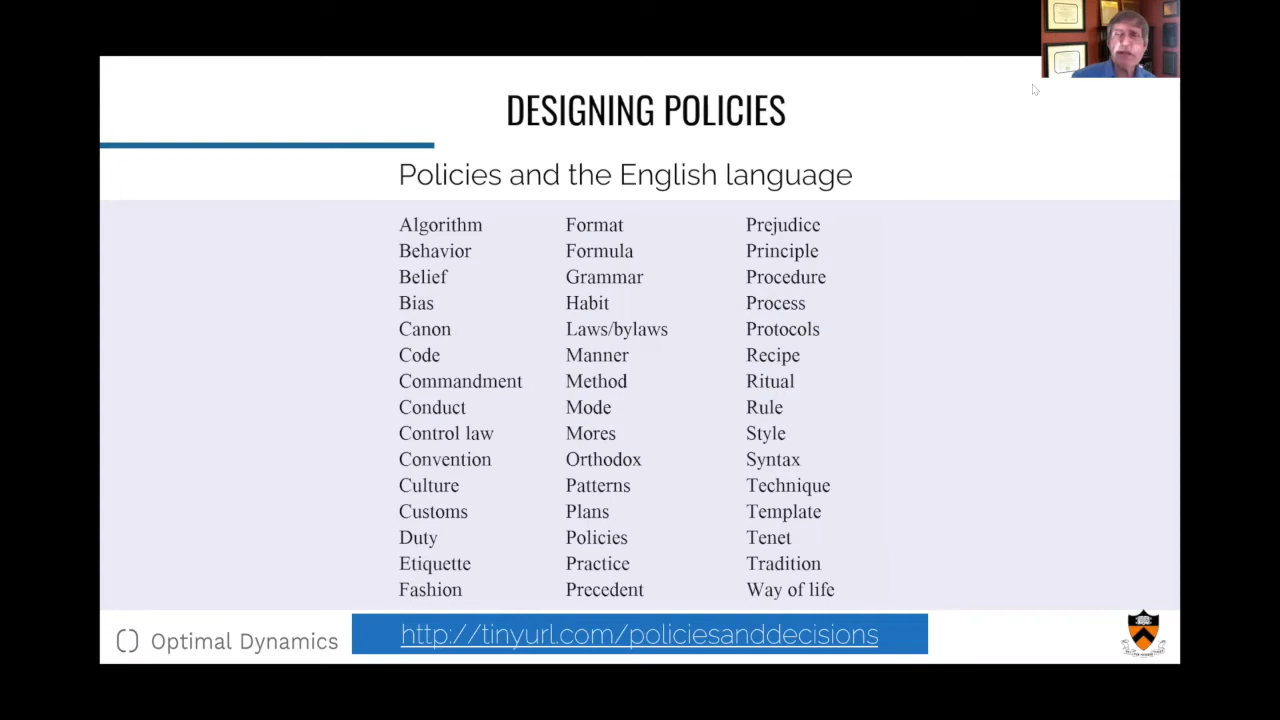 DESIGNING POLICIES
Policies and the English language
Algorithm
Behavior
Belief
Bias
Canon
Code
Commandment
Conduct
Control law
Convention
Culture
Customs
Duty
Etiquette
Fashion
Format
Formula
Grammar
Habit
Laws/bylaws
Manner
Method
Mode
Mores
Orthodox
Patterns
Plans
Policies
Practice
Precedent
Prejudice
Principle
Procedure
Process
Protocols
Recipe
Ritual
Rule
Style
Syntax
Technique
Template
Tenet
Tradition
Way of life
Optimal Dynamics
http://tinyurl.com/policiesanddecisions